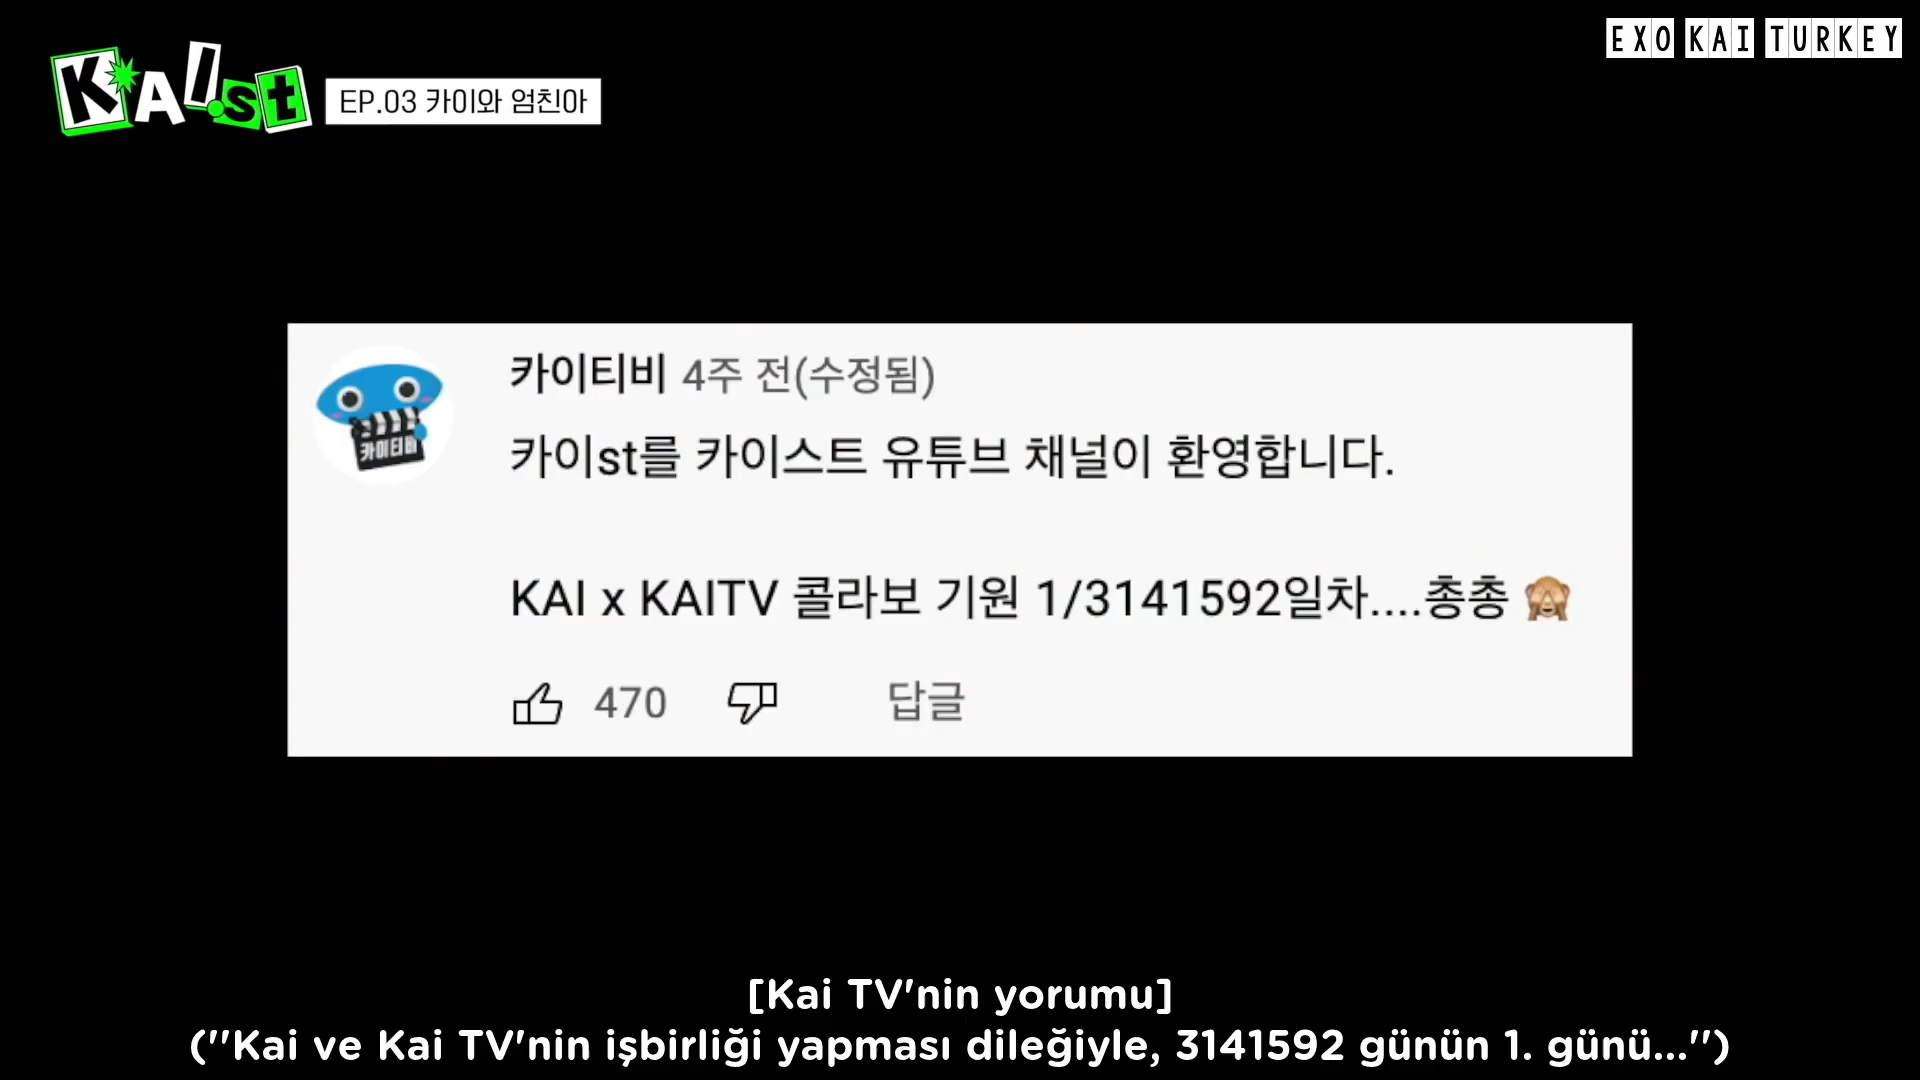 KAI.st
EP.03 카이와 엄친아
EXO KAI TURKEY
카이티비 4주 전(수정됨)
카이티비
카이st를 카이스트 유튜브 채널이 환영합니다.
KAI x KAITV 콜라보 기원 1/3141592일차....총총 🙈
470 답글
[Kai TV'nin yorumu]
(''Kai ve Kai TV'nin işbirliği yapması dileğiyle, 3141592 günün 1. günü...'')